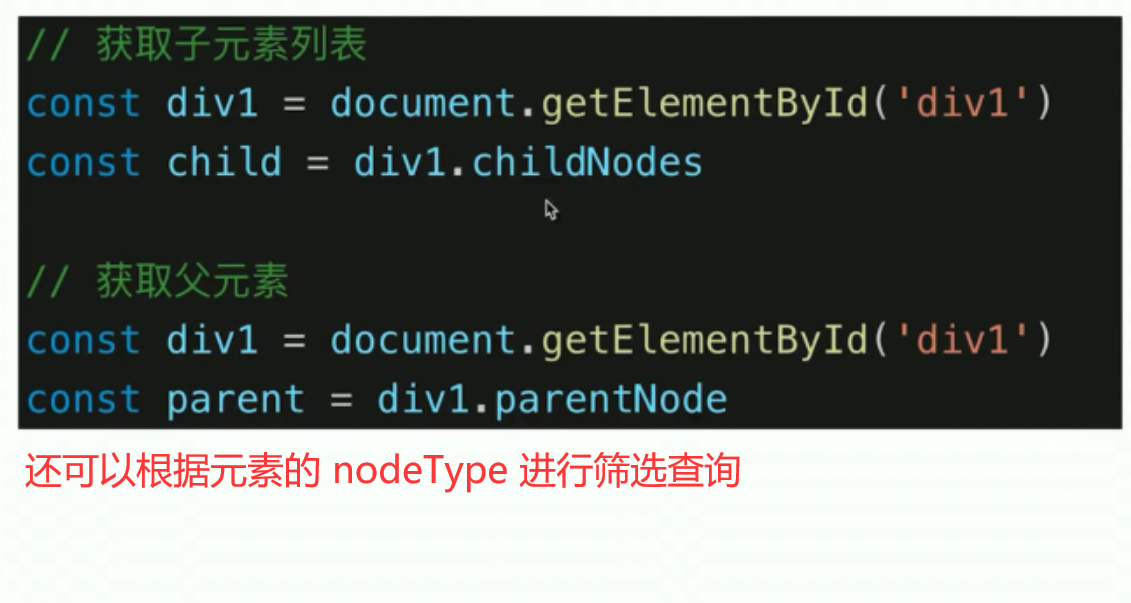 // 获取子元素列表
const div1 = document.getElementById('div1')
const child = div1.childNodes
// 获取父元素
const div1 = document.getElementById('div1')
const parent = div1.parentNode
还可以根据元素的 nodeType 进行筛选查询